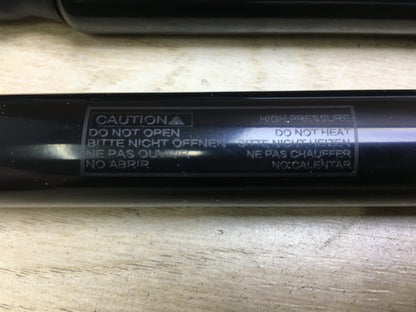 CAUTION HIGH PRESSURE
DO NOT OPEN DO NOT HEAT
BITTE NICHT ÖFFNEN BITTE NICHT HEIZEN
NE PAS OUVRIR NE PAS CHAUFFER
NO ABRIR NO CALENTAR